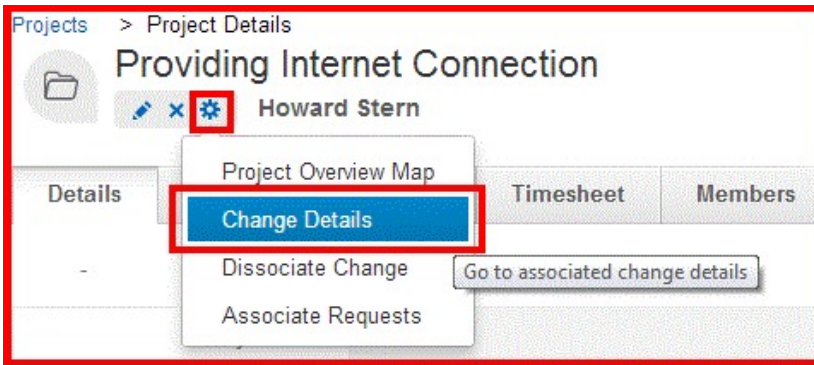 Projects > Project Details
Providing Internet Connection
Howard Stern
Project Overview Map
Details
Timesheet
Members
Change Details
-
Dissociate Change
Go to associated change details
Associate Requests